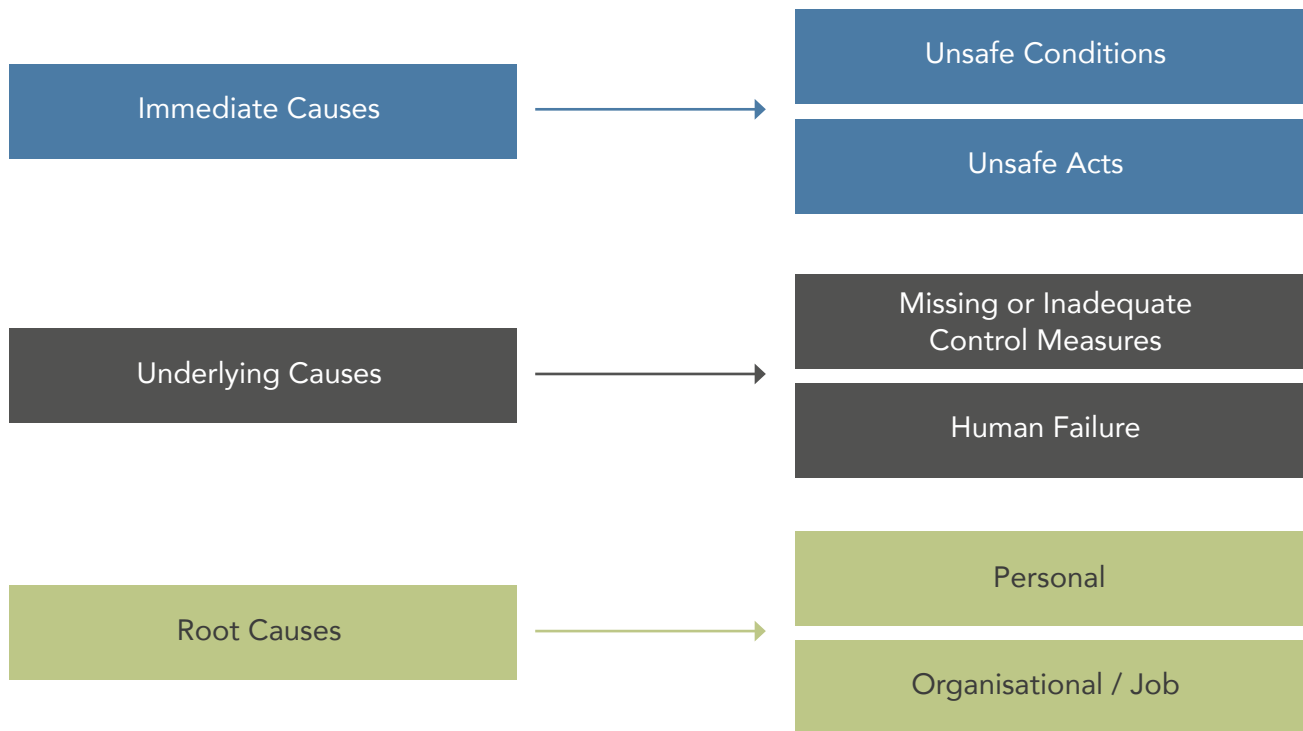 Immediate Causes
Unsafe Conditions
Unsafe Acts
Underlying Causes
Missing or Inadequate
Control Measures
Human Failure
Root Causes
Personal
Organisational / Job